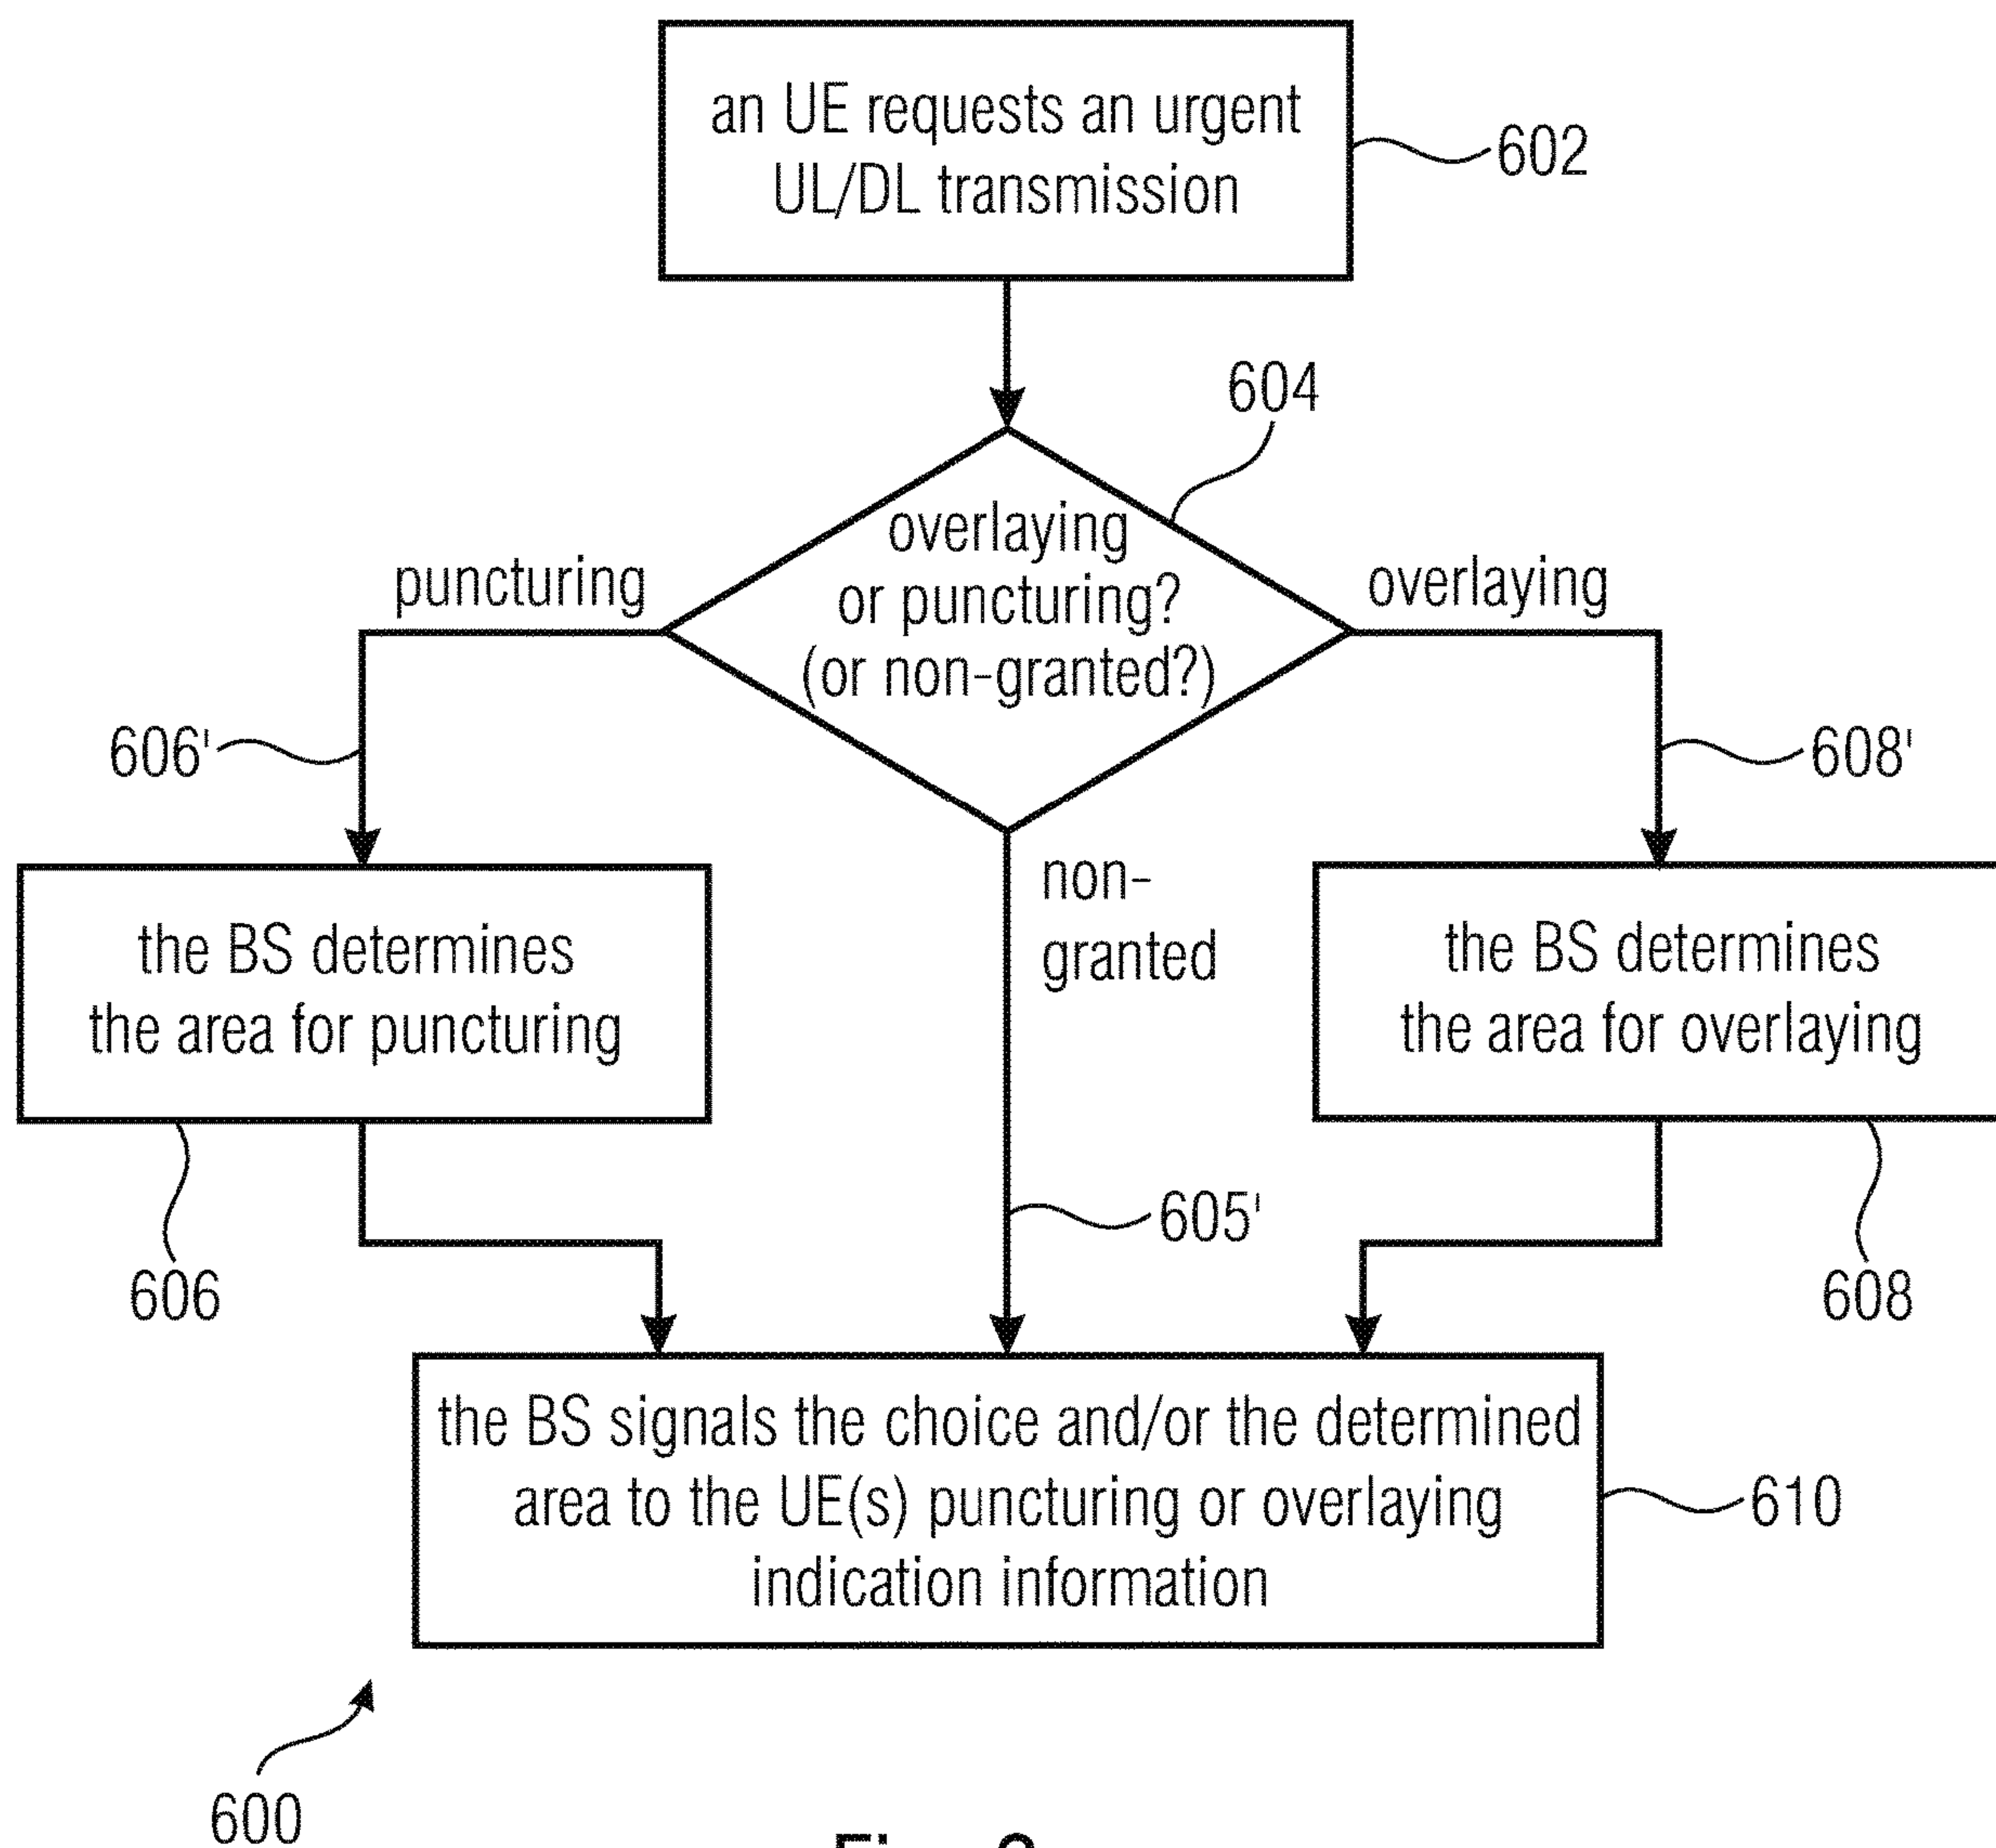 an UE requests an urgent
UL/DL transmission
602
604
overlaying
or puncturing?
(or non-granted?)
puncturing
overlaying
606'
608'
non-
granted
the BS determines
the area for puncturing
the BS determines
the area for overlaying
605'
606
608
the BS signals the choice and/or the determined
area to the UE(s) puncturing or overlaying
indication information
610
600